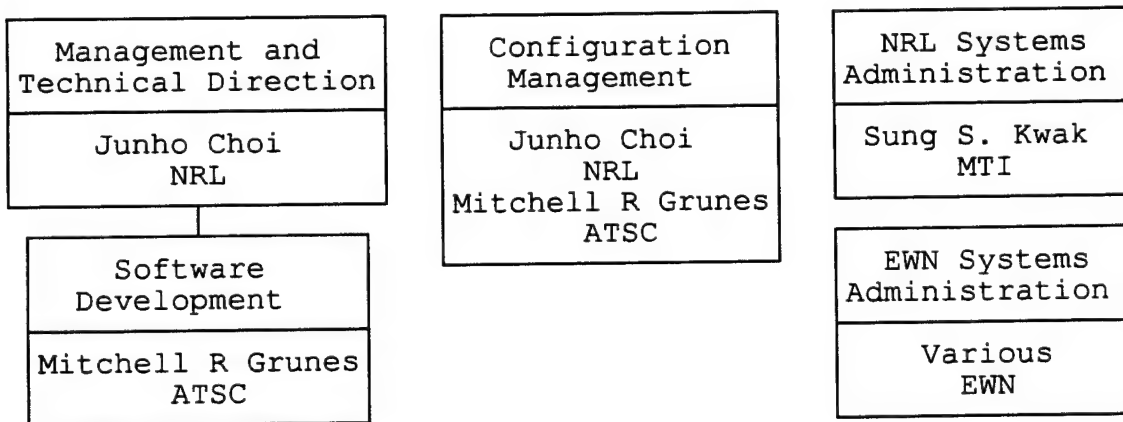 Management and
Technical Direction
Junho Choi
NRL
Software
Development
Mitchell R Grunes
ATSC
Configuration
Management
Junho Choi
NRL
Mitchell R Grunes
ATSC
NRL Systems
Administration
Sung S. Kwak
MTI
EWN Systems
Administration
Various
EWN